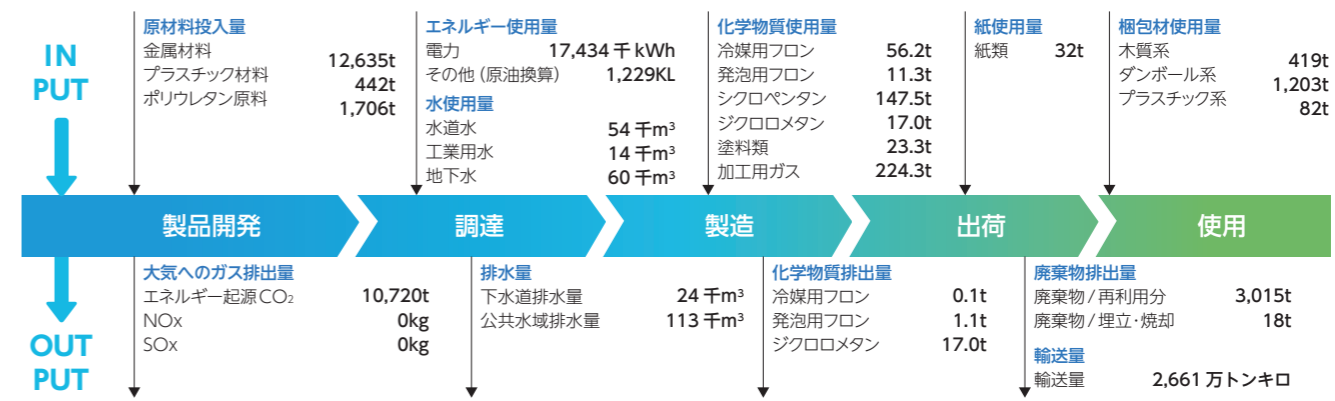 IN
PUT
原材料投入量
金属材料 12,635t
プラスチック材料 442t
ポリウレタン原料 1,706t
エネルギー使用量
電力 17,434 千 kWh
その他（原油換算） 1,229KL
水使用量
水道水 54 千m³
工業用水 14 千m³
地下水 60 千m³
化学物質使用量
冷媒用フロン 56.2t
発泡用フロン 11.3t
シクロペンタン 147.5t
ジクロロメタン 17.0t
塗料類 23.3t
加工用ガス 224.3t
紙使用量
紙類 32t
梱包材使用量
木質系 419t
ダンボール系 1,203t
プラスチック系 82t
製品開発 調達 製造 出荷 使用
OUT
PUT
大気へのガス排出量
エネルギー起源CO₂ 10,720t
NOx 0kg
SOx 0kg
排水量
下水道排水量 24 千m³
公共水域排水量 113 千m³
化学物質排出量
冷媒用フロン 0.1t
発泡用フロン 1.1t
ジクロロメタン 17.0t
廃棄物排出量
廃棄物/再利用分 3,015t
廃棄物/埋立・焼却 18t
輸送量
輸送量 2,661 万トンキロ